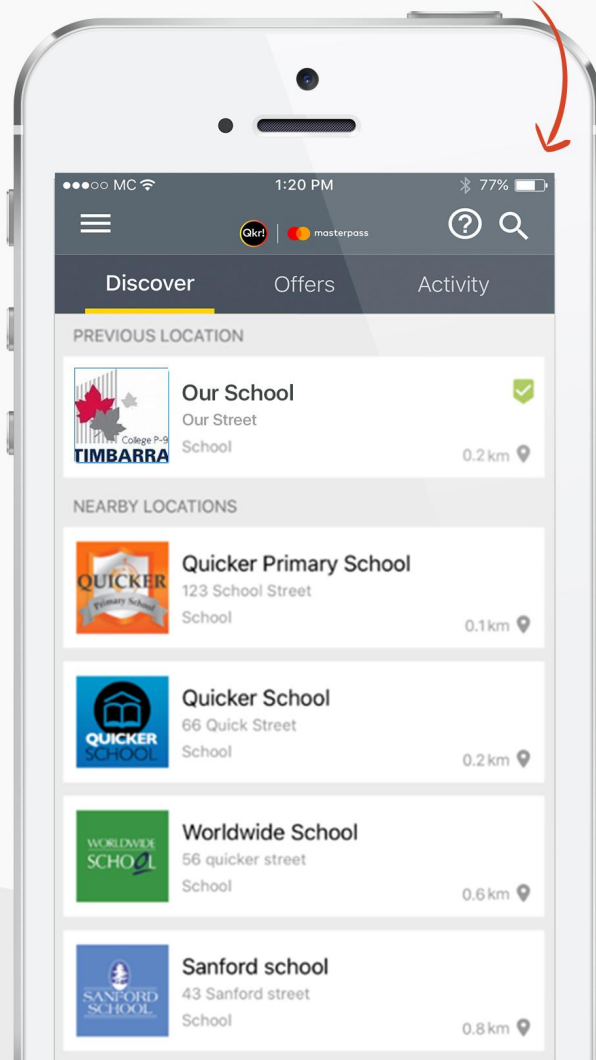 MC
1:20 PM
77%
Qkr!
masterpass
Discover
Offers
Activity
PREVIOUS LOCATION
College P-9
TIMBARRA
Our School
Our Street
School
0.2 km
NEARBY LOCATIONS
QUICKER
Primary School
Quicker Primary School
123 School Street
School
0.1 km
QUICKER
SCHOOL
Quicker School
66 Quick Street
School
0.2 km
WORLDWIDE
SCHOOL
Worldwide School
56 quicker street
School
0.6 km
SANFORD
SCHOOL
Sanford school
43 Sanford street
School
0.8 km